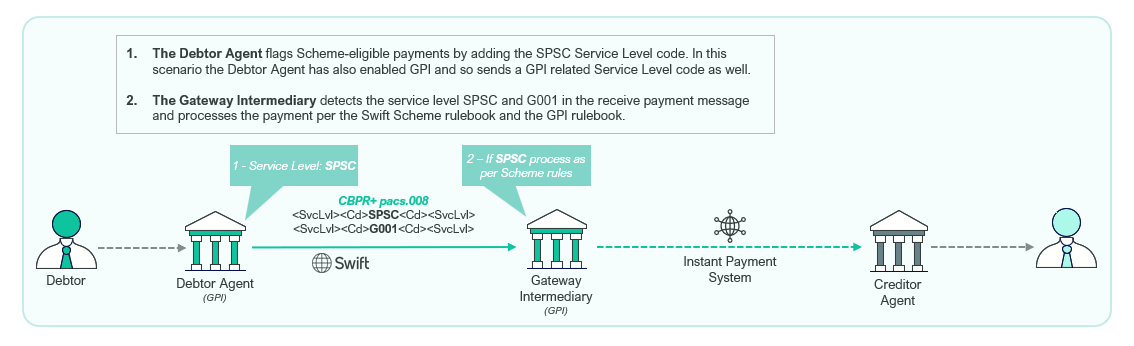 1. The Debtor Agent flags Scheme-eligible payments by adding the SPSC Service Level code. In this
scenario the Debtor Agent has also enabled GPI and so sends a GPI related Service Level code as well.
2. The Gateway Intermediary detects the service level SPSC and G001 in the receive payment message
and processes the payment per the Swift Scheme rulebook and the GPI rulebook.
1 - Service Level: SPSC
2 – If SPSC process as
per Scheme rules
CBPR+ pacs.008
<SvcLvl><Cd>SPSC<Cd><SvcLvl>
<SvcLvl><Cd>G001<Cd><SvcLvl>
Swift
Debtor
Debtor Agent
(GPI)
Gateway
Intermediary
(GPI)
Instant Payment
System
Creditor
Agent